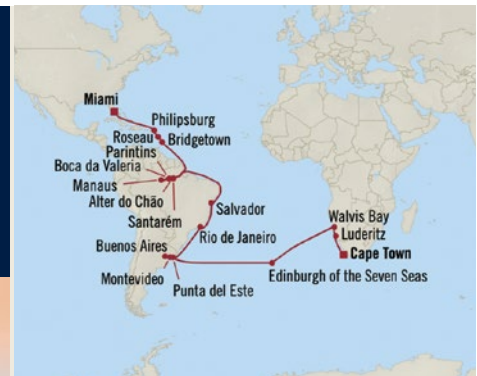 Miami
Philipsburg
Roseau
Bridgetown
Parintins
Boca da Valeria
Manaus
Alter do Chão
Santarém
Salvador
Rio de Janeiro
Buenos Aires
Montevideo
Punta del Este
Walvis Bay
Luderitz
Cape Town
Edinburgh of the Seven Seas